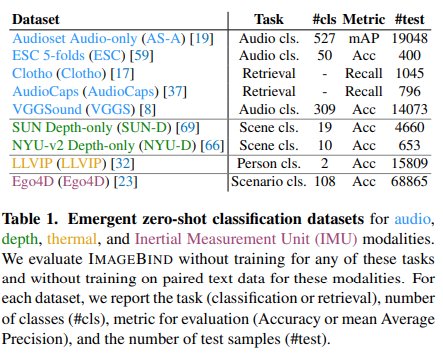 Dataset Task #cls Metric #test
Audioset Audio-only (AS-A) [19] Audio cls. 527 mAP 19048
ESC 5-folds (ESC) [59] Audio cls. 50 Acc 400
Clotho (Clotho) [17] Retrieval - Recall 1045
AudioCaps (AudioCaps) [37] Retrieval - Recall 796
VGGSound (VGGS) [8] Audio cls. 309 Acc 14073
SUN Depth-only (SUN-D) [69] Scene cls. 19 Acc 4660
NYU-v2 Depth-only (NYU-D) [66] Scene cls. 10 Acc 653
LLVIP (LLVIP) [32] Person cls. 2 Acc 15809
Ego4D (Ego4D) [23] Scenario cls. 108 Acc 68865
Table 1. Emergent zero-shot classification datasets for audio,
depth, thermal, and Inertial Measurement Unit (IMU) modalities.
We evaluate IMAGEBIND without training for any of these tasks
and without training on paired text data for these modalities. For
each dataset, we report the task (classification or retrieval), number
of classes (#cls), metric for evaluation (Accuracy or mean Average
Precision), and the number of test samples (#test).